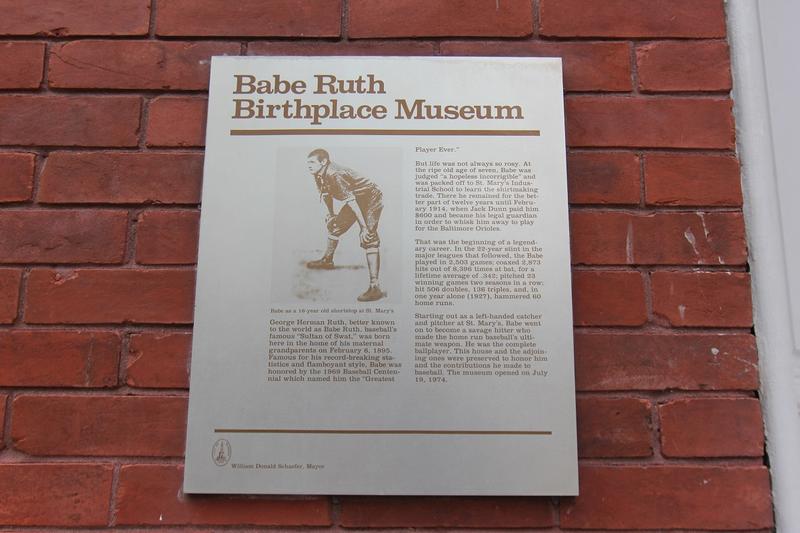 Babe Ruth
Birthplace Museum
Babe as a 16-year old shortstop at St. Mary's
George Herman Ruth, better known
to the world as Babe Ruth, baseball's
famous "Sultan of Swat," was born
here in the home of his maternal
grandparents on February 6, 1895.
Famous for his record-breaking sta-
tistics and flamboyant style, Babe was
honored by the 1969 Baseball Centen-
nial which named him the "Greatest
Player Ever."
But life was not always so rosy. At
the ripe old age of seven, Babe was
judged "a hopeless incorrigible" and
was packed off to St. Mary's Indus-
trial School to learn the shirtmaking
trade. There he remained for the bet-
ter part of twelve years until Febru-
ary 1914, when Jack Dunn paid him
$600 and became his legal guardian
in order to whisk him away to play
for the Baltimore Orioles.
That was the beginning of a legend-
ary career. In the 22-year stint in the
major leagues that followed, the Babe
played in 2,503 games; coaxed 2,873
hits out of 8,396 times at bat, for a
lifetime average of .342; pitched 23
winning games two seasons in a row;
hit 506 doubles, 136 triples, and, in
one year alone (1927), hammered 60
home runs.
Starting out as a left-handed catcher
and pitcher at St. Mary's, Babe went
on to become a savage hitter who
made the home run baseball's ulti-
mate weapon. He was the complete
ballplayer. This house and the adjoin-
ing ones were preserved to honor him
and the contributions he made to
baseball. The museum opened on July
19, 1974.
William Donald Schaefer, Mayor